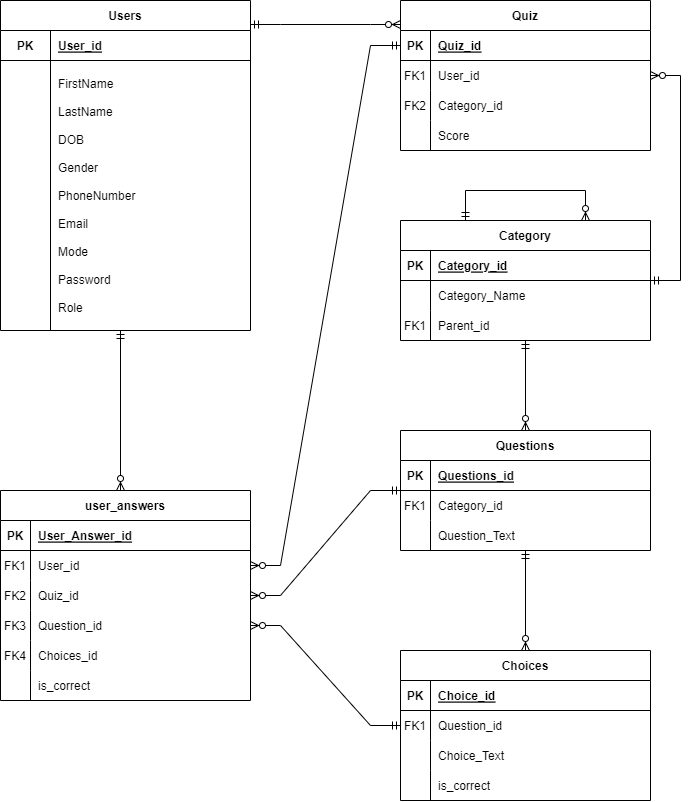 Users
PK User_id
FirstName
LastName
DOB
Gender
PhoneNumber
Email
Mode
Password
Role
Quiz
PK Quiz_id
FK1 User_id
FK2 Category_id
Score
Category
PK Category_id
Category_Name
FK1 Parent_id
Questions
PK Questions_id
FK1 Category_id
Question_Text
user_answers
PK User_Answer_id
FK1 User_id
FK2 Quiz_id
FK3 Question_id
FK4 Choices_id
is_correct
Choices
PK Choice_id
FK1 Question_id
Choice_Text
is_correct